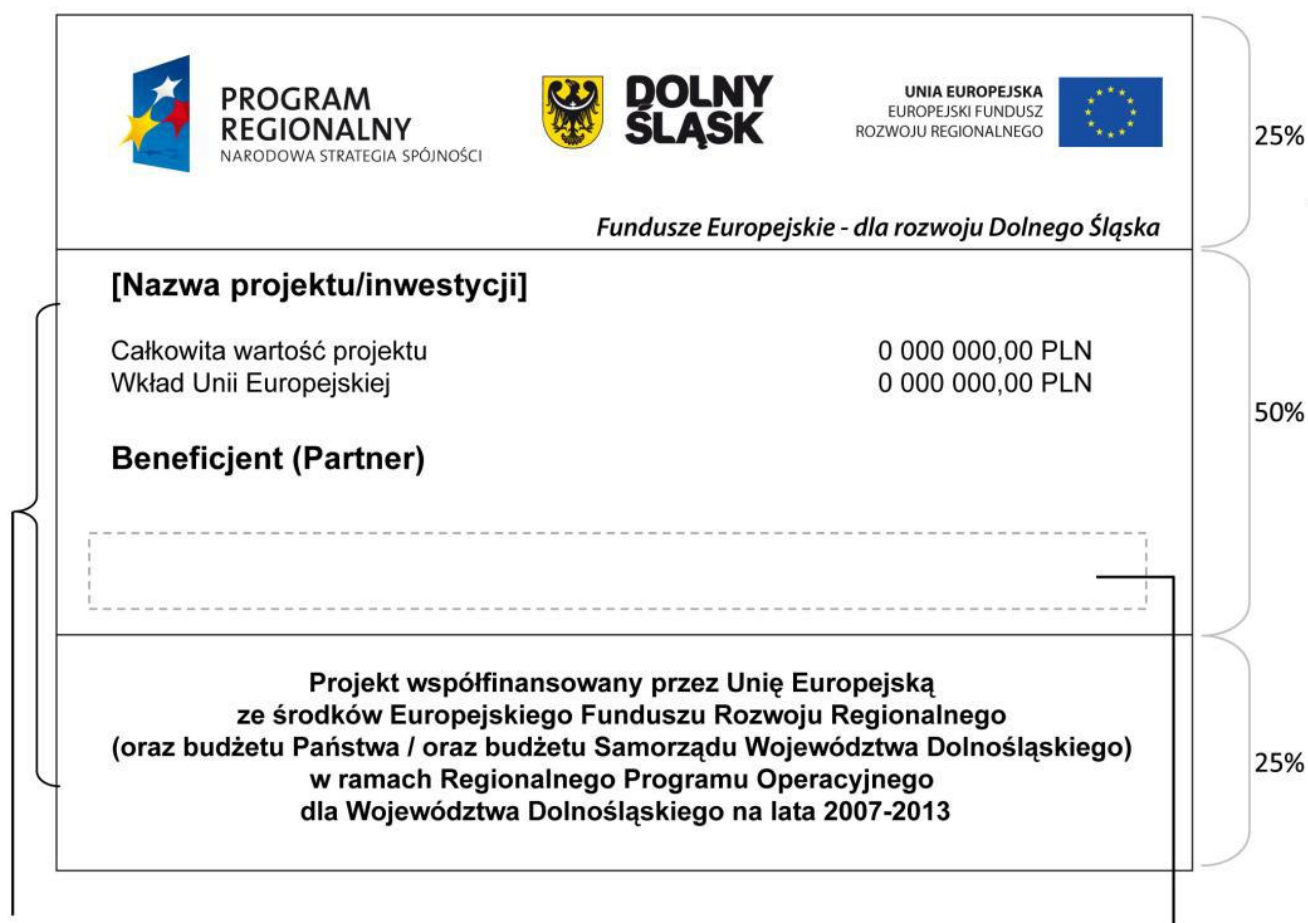 PROGRAM
REGIONALNY
NARODOWA STRATEGIA SPÓJNOŚCI
DOLNY
ŚLĄSK
UNIA EUROPEJSKA
EUROPEJSKI FUNDUSZ
ROZWOJU REGIONALNEGO
25%
Fundusze Europejskie - dla rozwoju Dolnego Śląska
[Nazwa projektu/inwestycji]
Całkowita wartość projektu 0 000 000,00 PLN
Wkład Unii Europejskiej 0 000 000,00 PLN
50%
Beneficjent (Partner)
Projekt współfinansowany przez Unię Europejską
ze środków Europejskiego Funduszu Rozwoju Regionalnego
(oraz budżetu Państwa / oraz budżetu Samorządu Województwa Dolnośląskiego)
25%
w ramach Regionalnego Programu Operacyjnego
dla Województwa Dolnośląskiego na lata 2007-2013